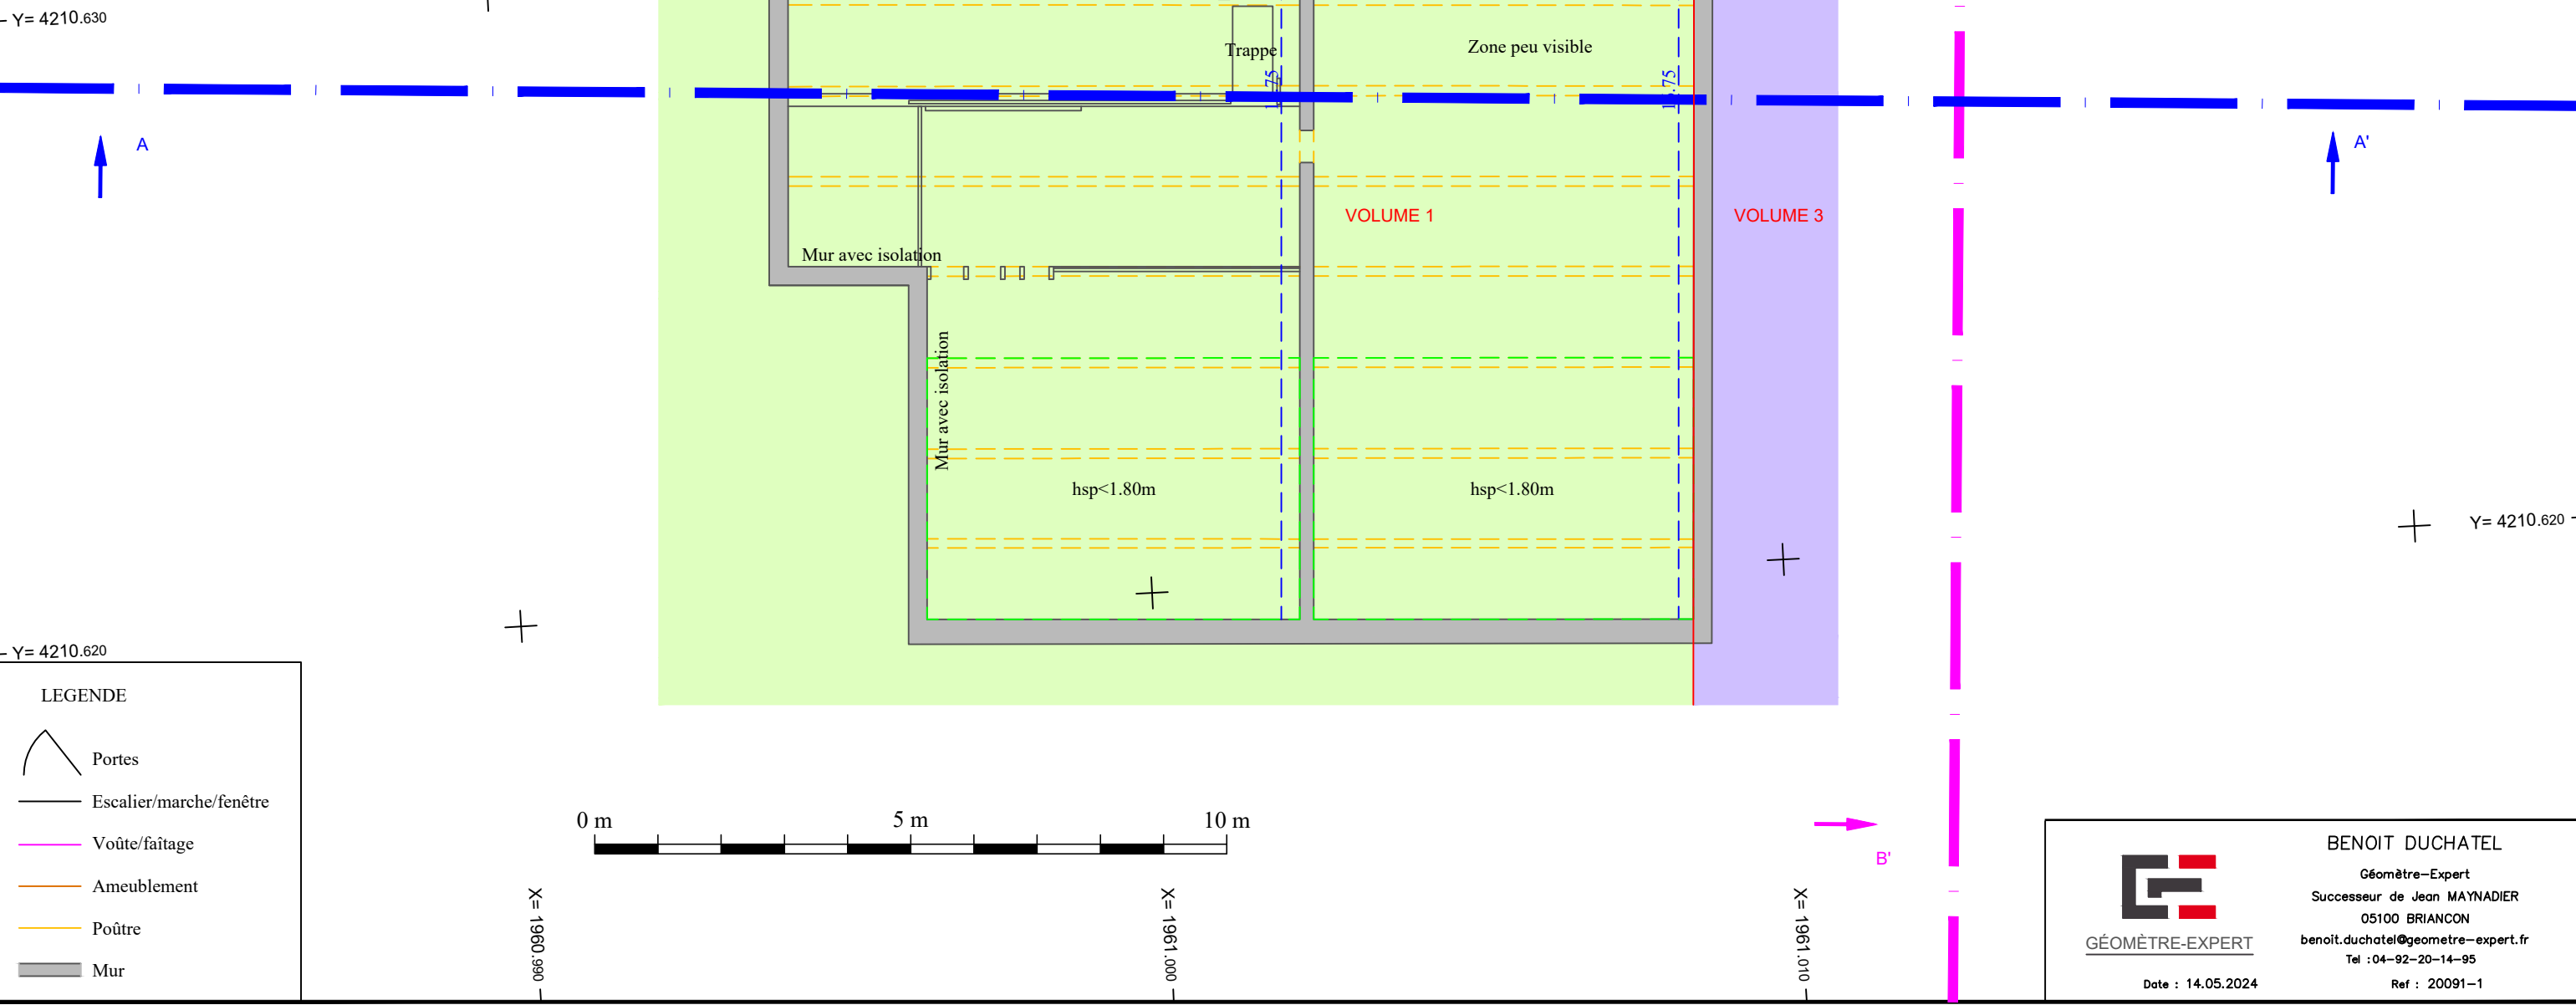 Y= 4210.630
Trappe
Zone peu visible
A
A'
VOLUME 1
VOLUME 3
Mur avec isolation
Mur avec isolation
hsp<1.80m
hsp<1.80m
Y= 4210.620
Y= 4210.620
LEGENDE
Portes
Escalier/marche/fenêtre
Voûte/faîtage
Ameublement
Poûtre
Mur
0 m
5 m
10 m
X= 1960.990
X= 1961.000
X= 1961.010
B'
GÉOMÈTRE-EXPERT
BENOIT DUCHATEL
Géomètre-Expert
Successeur de Jean MAYNADIER
05100 BRIANCON
benoit.duchatel@geometre-expert.fr
Tel :04-92-20-14-95
Date : 14.05.2024
Ref : 20091-1